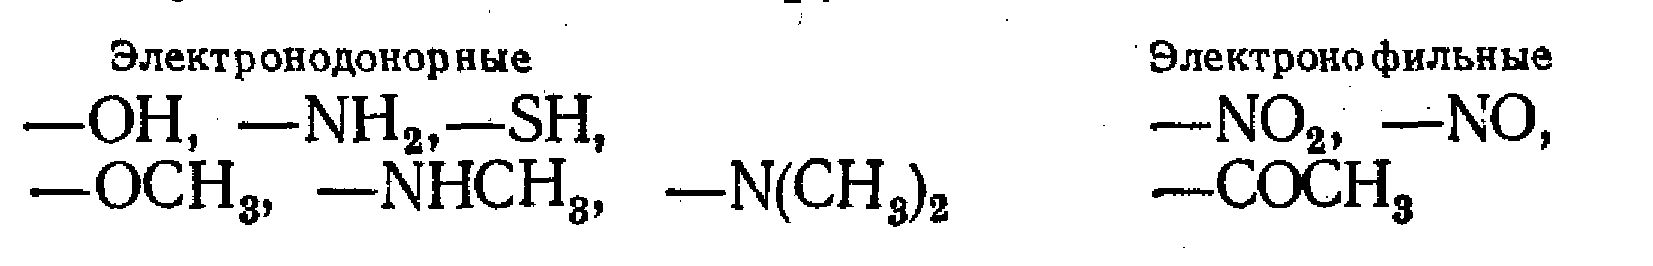 Электронодонорные
—OH, —NH₂, —SH,
—OCH₃, —NHCH₃, —N(CH₃)₂
Электронофильные
—NO₂, —NO,
—COCH₃